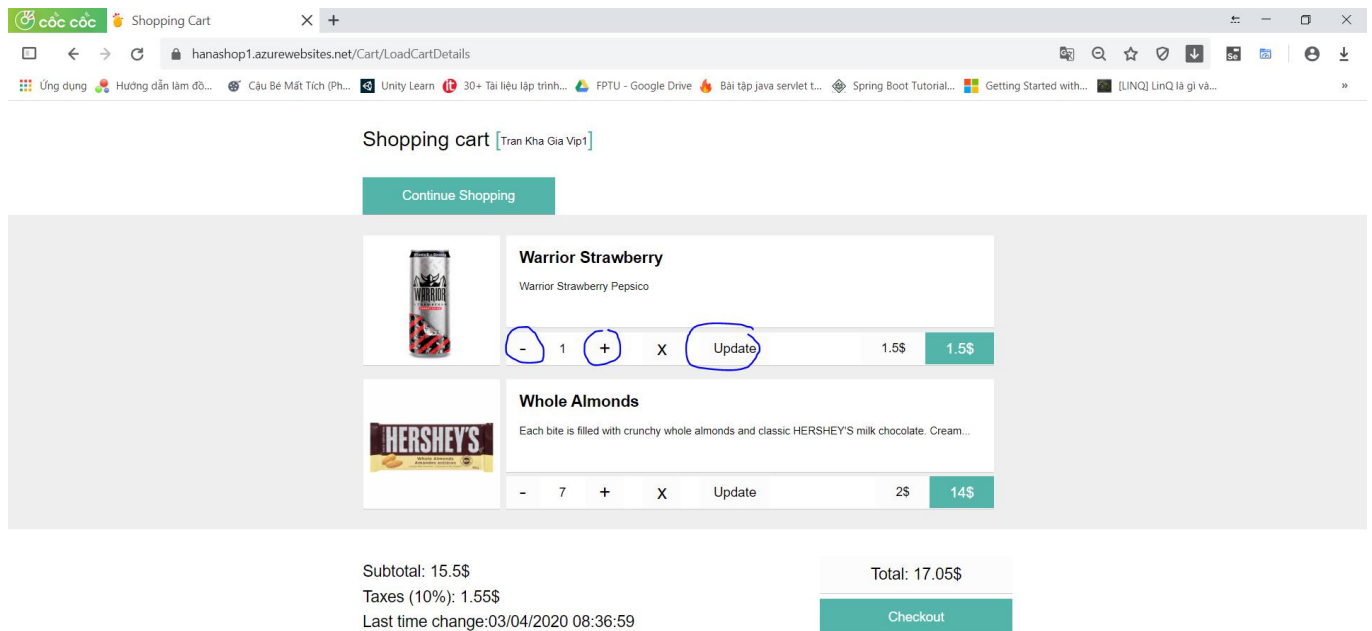 cốc cốc Shopping Cart
hanashop1.azurewebsites.net/Cart/LoadCartDetails
Ứng dụng Hướng dẫn làm đồ... Cậu Bé Mất Tích (Ph... Unity Learn 30+ Tài liệu lập trình... FPTU - Google Drive Bài tập java servlet t... Spring Boot Tutorial... Getting Started with... [LINQ] LinQ là gì và... »
Shopping cart [Tran Kha Gia Vip1]
Continue Shopping
Warrior Strawberry
Warrior Strawberry Pepsico
WARRIOR
- 1 + X Update 1.5$ 1.5$
Whole Almonds
Each bite is filled with crunchy whole almonds and classic HERSHEY'S milk chocolate. Cream...
HERSHEY'S
Whole Almonds
- 7 + X Update 2$ 14$
Subtotal: 15.5$
Total: 17.05$
Taxes (10%): 1.55$
Last time change:03/04/2020 08:36:59
Checkout